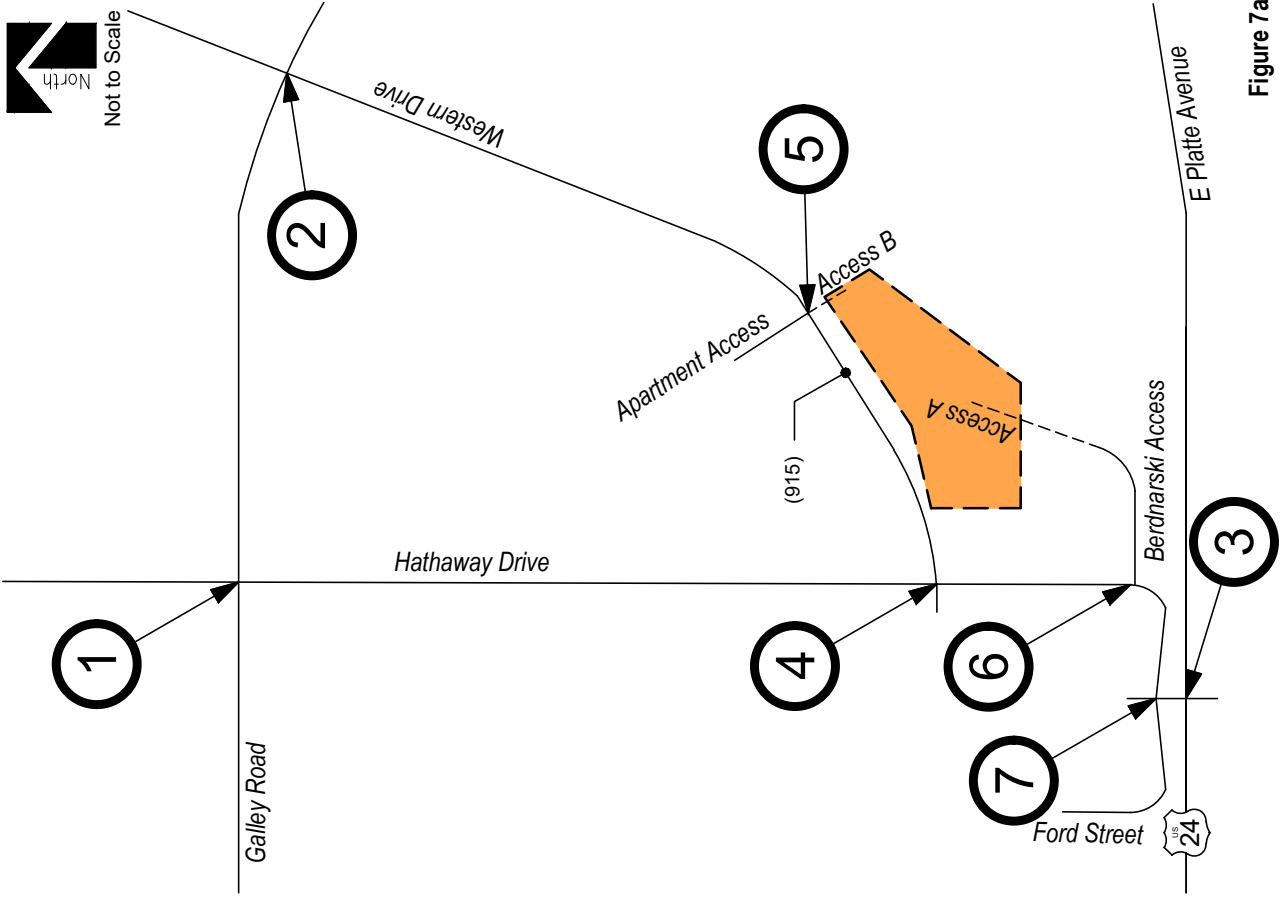 North
Not to Scale
2
Western Drive
5
Access B
Apartment Access
E Platte Avenue
Figure 7a
Access A
(915)
Berdnarski Access
Hathaway Drive
3
1
4
6
Galley Road
7
Ford Street
US
24